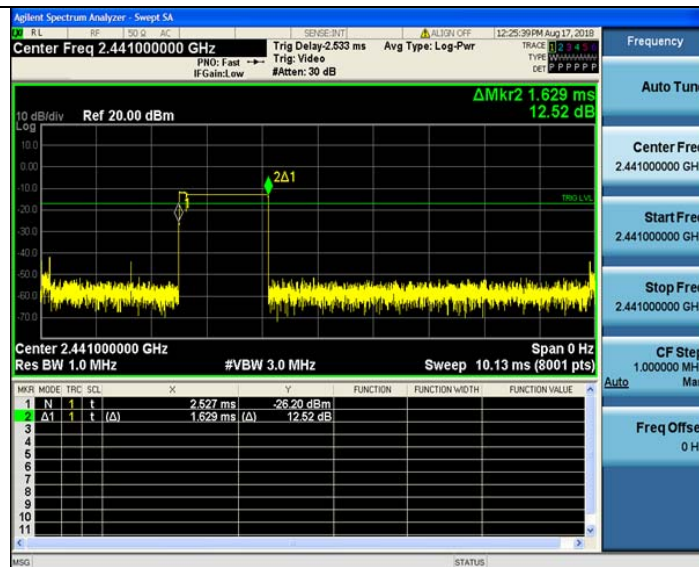 Agilent Spectrum Analyzer - Swept SA
RL RF 50 Ω AC SENSE:INT ALIGN OFF 12:25:39 PM Aug 17, 2018
Center Freq 2.441000000 GHz
PNO: Fast
IFGain:Low
Trig Delay-2.533 ms
Trig: Video
#Atten: 30 dB
Avg Type: Log-Pwr
TRACE 1 2 3 4 5 6
TYPE
DET P P P P P P
ΔMkr2 1.629 ms
12.52 dB
10 dB/div Ref 20.00 dBm
Log
10.0
0.00
-10.0
-20.0
-30.0
-40.0
-50.0
-60.0
-70.0
2Δ1
TRIG LVL
Center 2.441000000 GHz Span 0 Hz
Res BW 1.0 MHz #VBW 3.0 MHz Sweep 10.13 ms (8001 pts)
MKR MODE TRC SCL X Y FUNCTION FUNCTION WIDTH FUNCTION VALUE
1 N 1 t 2.527 ms -26.20 dBm
2 Δ1 1 t (Δ) 1.629 ms (Δ) 12.52 dB
3
4
5
6
7
8
9
10
11
MSG STATUS
Frequency
Auto Tun
Center Fre
2.441000000 GH
Start Fre
2.441000000 GH
Stop Fre
2.441000000 GH
CF Step
1.000000 MH
Auto Ma
Freq Offse
0 H